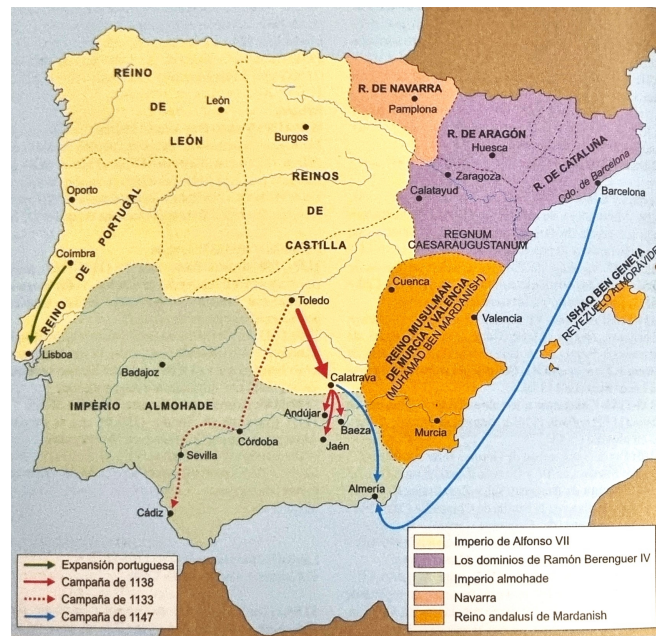 REINO
DE
LEÓN
León
Burgos
R. DE NAVARRA
Pamplona
R. DE ARAGÓN
Huesca
R. DE CATALUÑA
Cdo. de Barcelona
Barcelona
Zaragoza
Calatayud
REGNUM
CAESARAUGUSTANUM
REINOS
DE
CASTILLA
Oporto
REINO DE PORTUGAL
Coimbra
Lisboa
Toledo
Cuenca
REINO MUSULMÁN
DE MURCIA Y VALENCIA
(MUHAMAD BEN MARDANISH)
Valencia
ISHAQ BEN GENEYA
REYEZUELO ALMORÁVIDE
Badajoz
Calatrava
IMPÈRIO ALMOHADE
Andújar
Baeza
Jaén
Córdoba
Sevilla
Murcia
Almería
Cádiz
Expansión portuguesa
Campaña de 1138
Campaña de 1133
Campaña de 1147
Imperio de Alfonso VII
Los dominios de Ramón Berenguer IV
Imperio almohade
Navarra
Reino andalusí de Mardanish